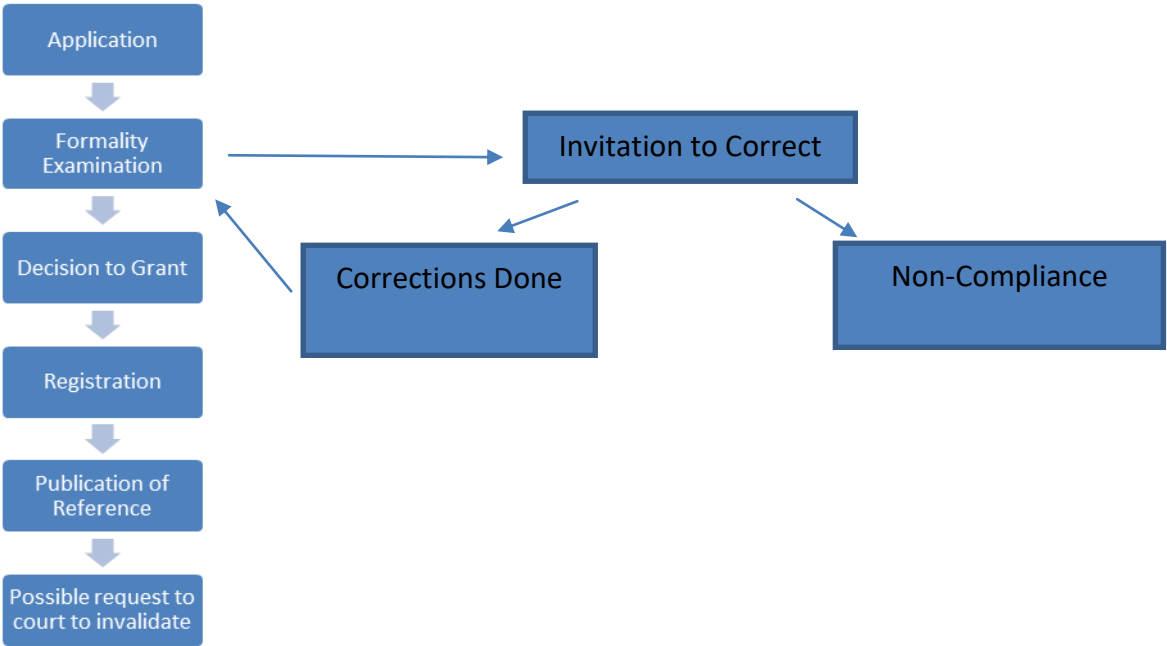 Application
Formality
Examination
Invitation to Correct
Decision to Grant
Corrections Done
Non-Compliance
Registration
Publication of
Reference
Possible request to
court to invalidate